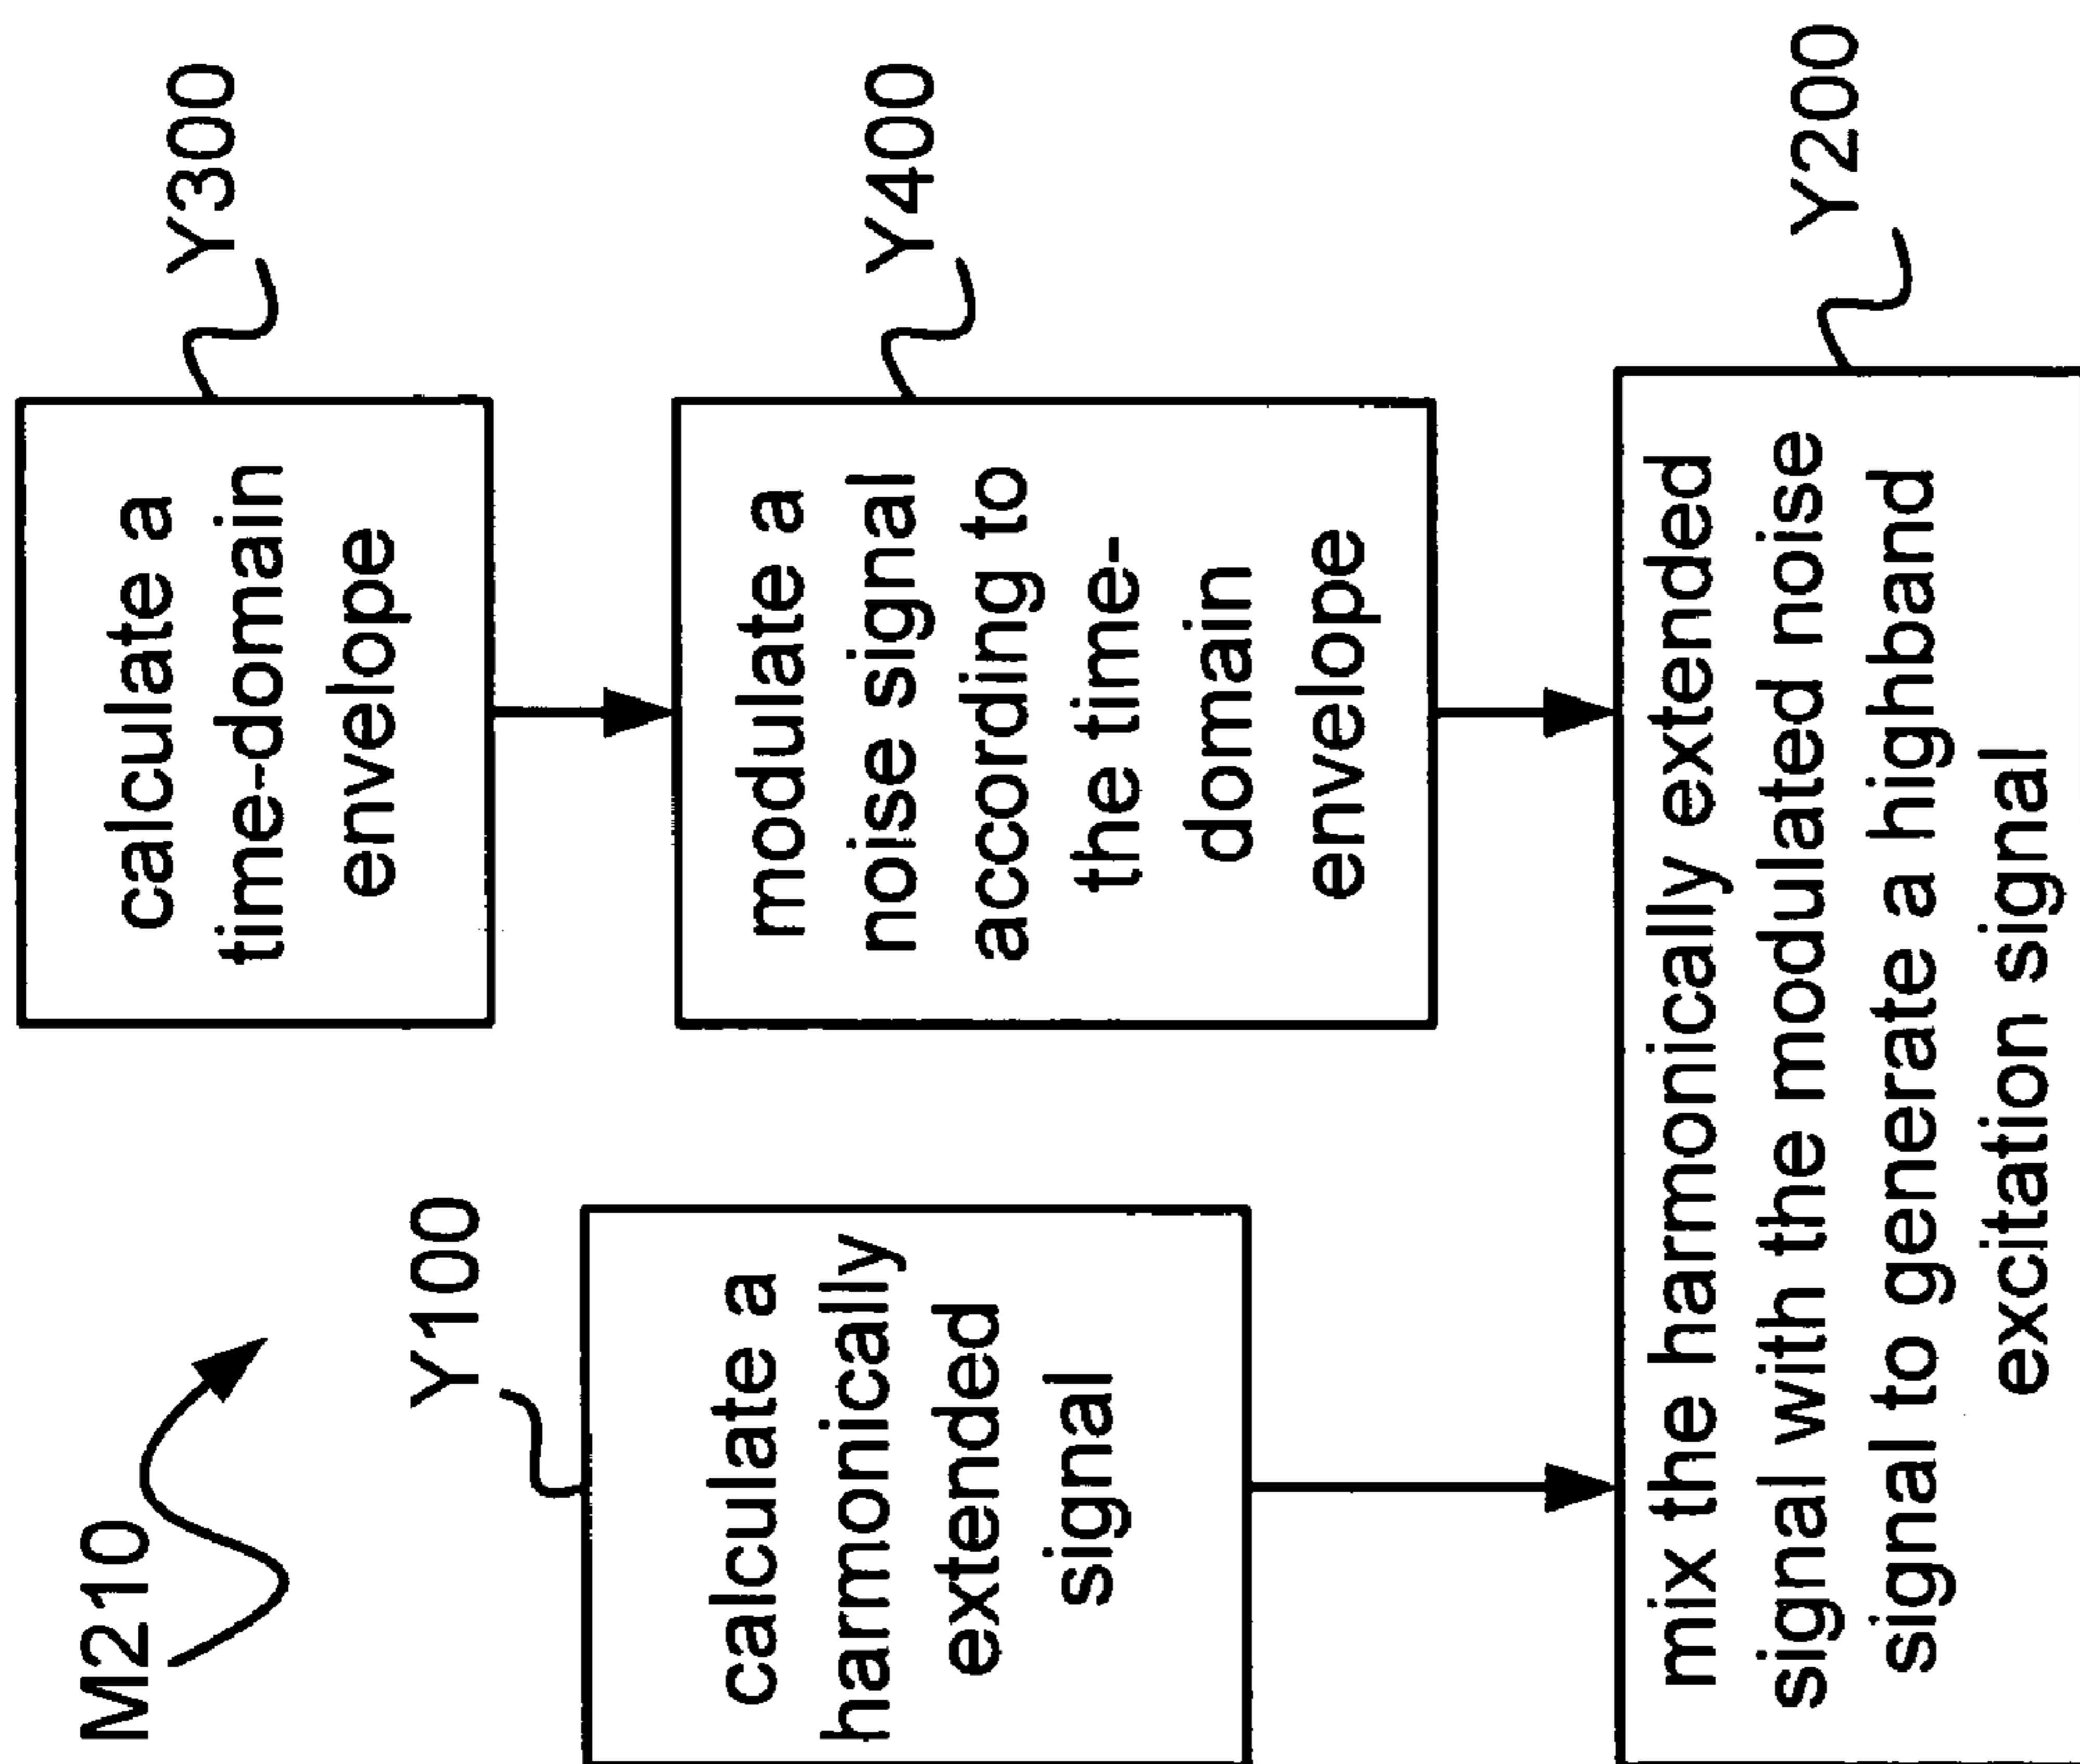 M210
Y100
calculate a
harmonically
extended
signal
calculate a
time-domain
envelope
Y300
modulate a
noise signal
according to
the time-
domain
envelope
Y400
mix the harmonically extended
signal with the modulated noise
signal to generate a highband
excitation signal
Y200